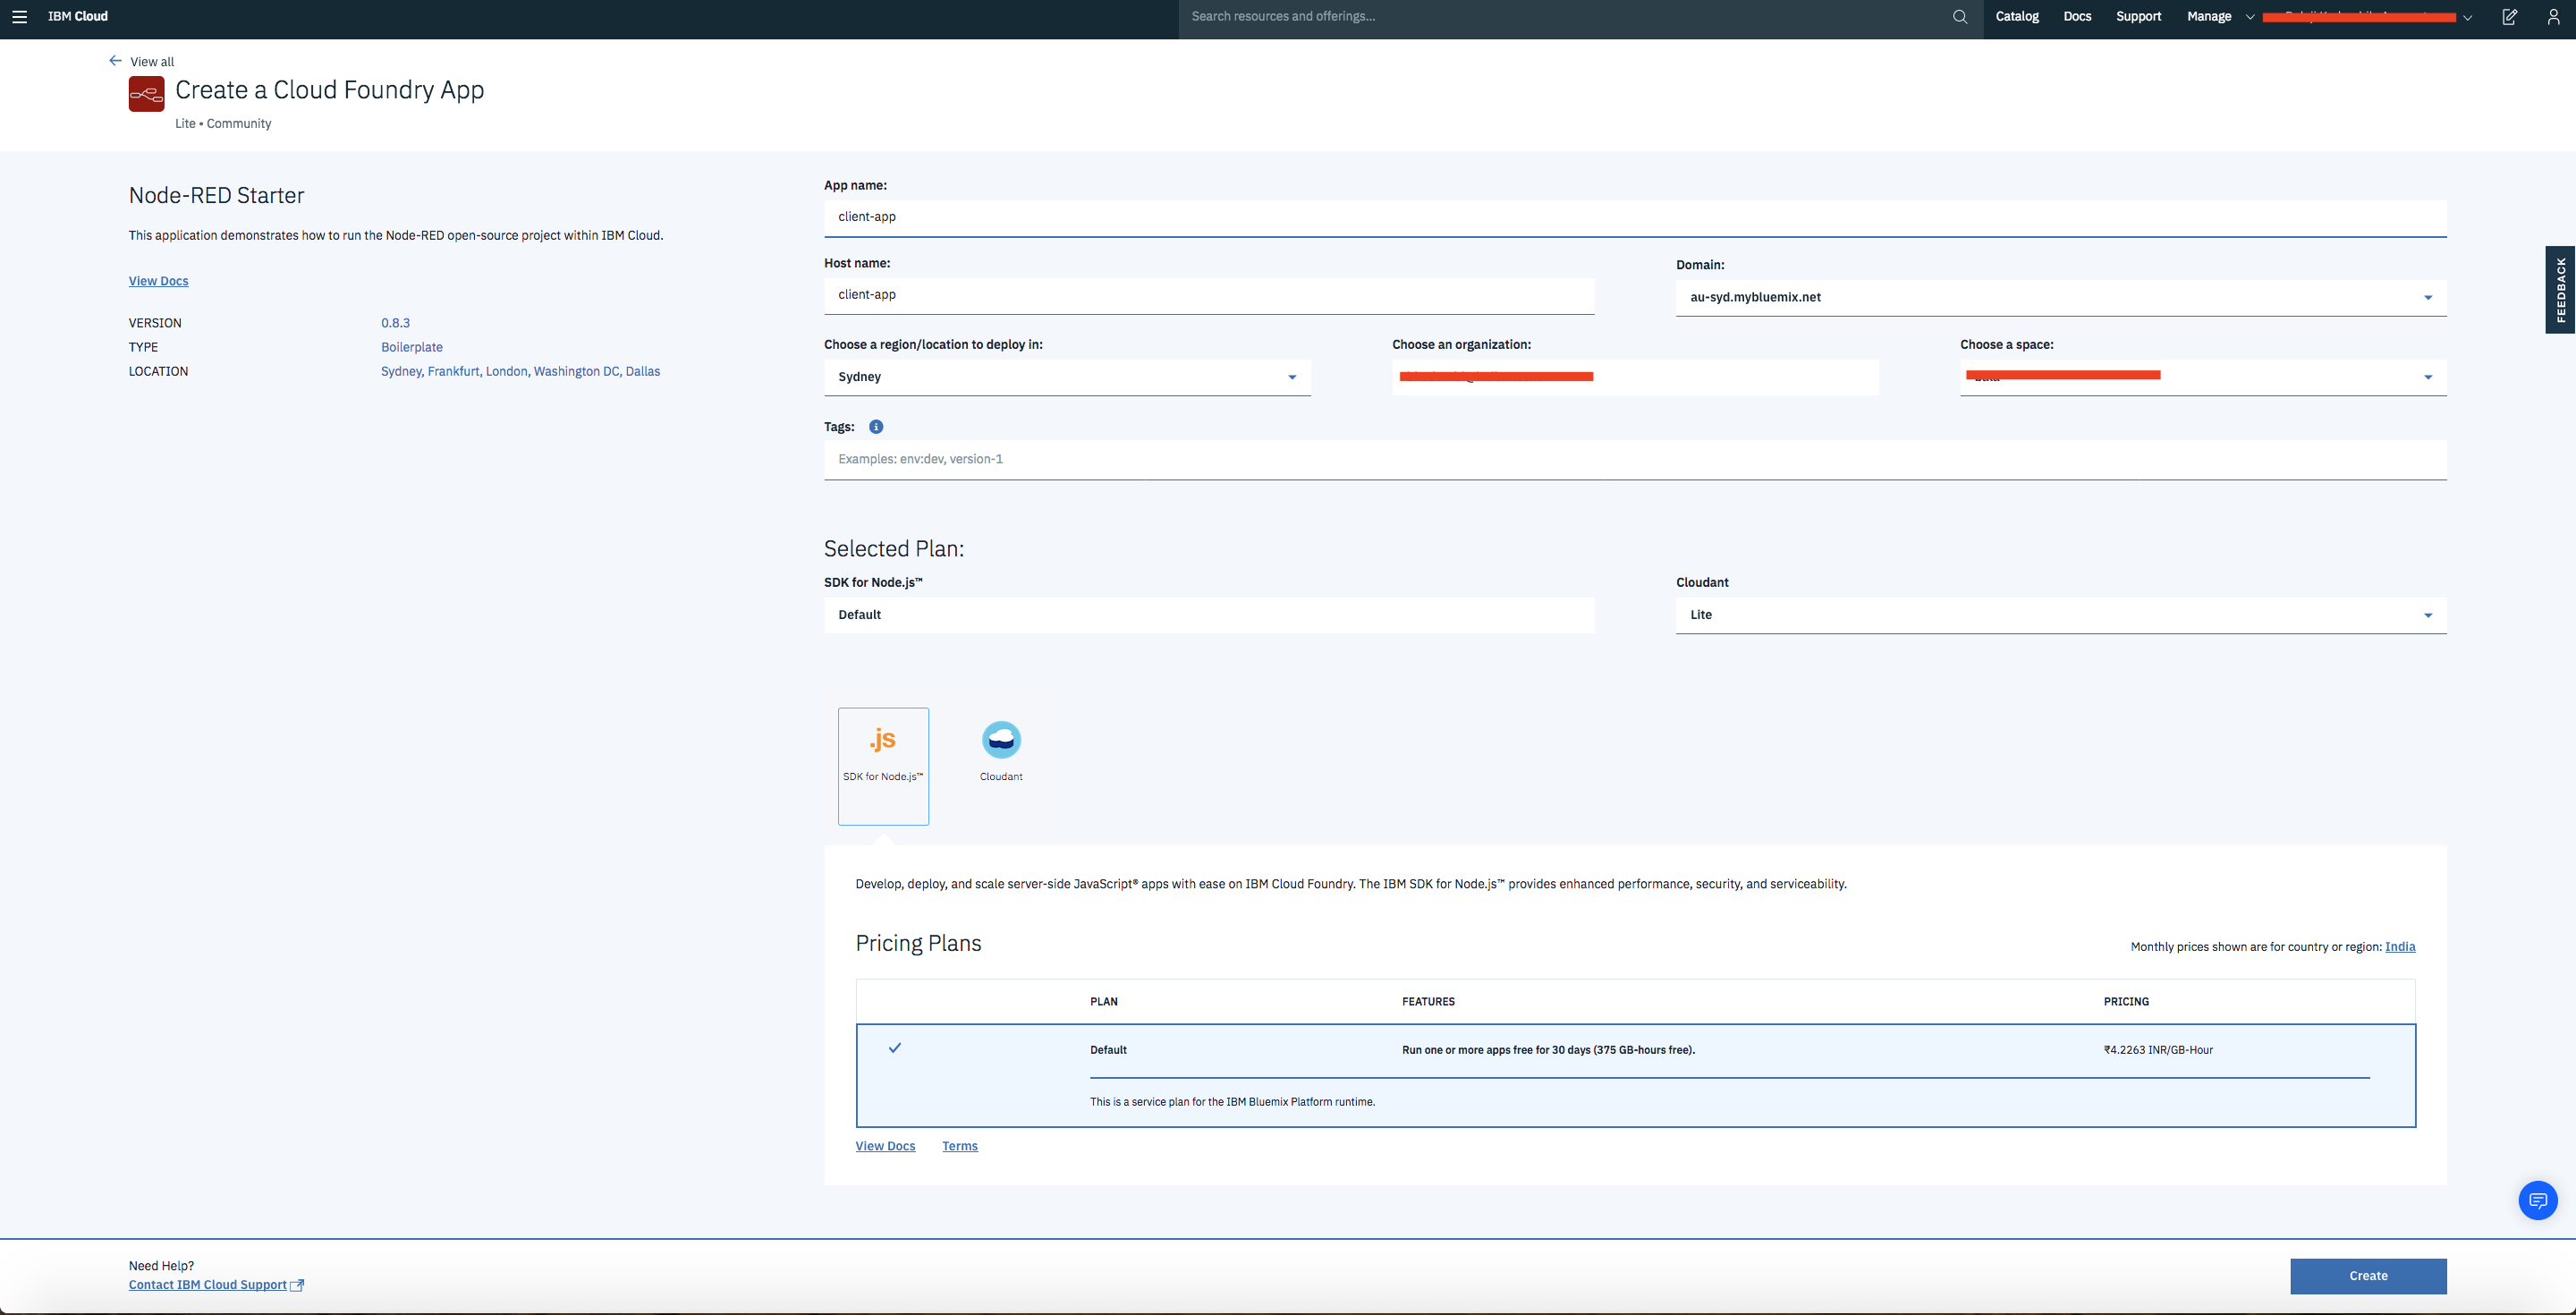 IBM Cloud
Search resources and offerings...
Catalog Docs Support Manage
View all
Create a Cloud Foundry App
Lite • Community
Node-RED Starter
This application demonstrates how to run the Node-RED open-source project within IBM Cloud.
View Docs
VERSION 0.8.3
TYPE Boilerplate
LOCATION Sydney, Frankfurt, London, Washington DC, Dallas
App name:
client-app
Host name:
client-app
Domain:
au-syd.mybluemix.net
Choose a region/location to deploy in:
Sydney
Choose an organization:
Choose a space:
Tags:
Examples: env:dev, version-1
Selected Plan:
SDK for Node.js™
Default
Cloudant
Lite
.js
SDK for Node.js™
Cloudant
Develop, deploy, and scale server-side JavaScript® apps with ease on IBM Cloud Foundry. The IBM SDK for Node.js™ provides enhanced performance, security, and serviceability.
Pricing Plans
Monthly prices shown are for country or region: India
PLAN FEATURES PRICING
Default Run one or more apps free for 30 days (375 GB-hours free). ₹4.2263 INR/GB-Hour
This is a service plan for the IBM Bluemix Platform runtime.
View Docs Terms
FEEDBACK
Need Help?
Contact IBM Cloud Support
Create